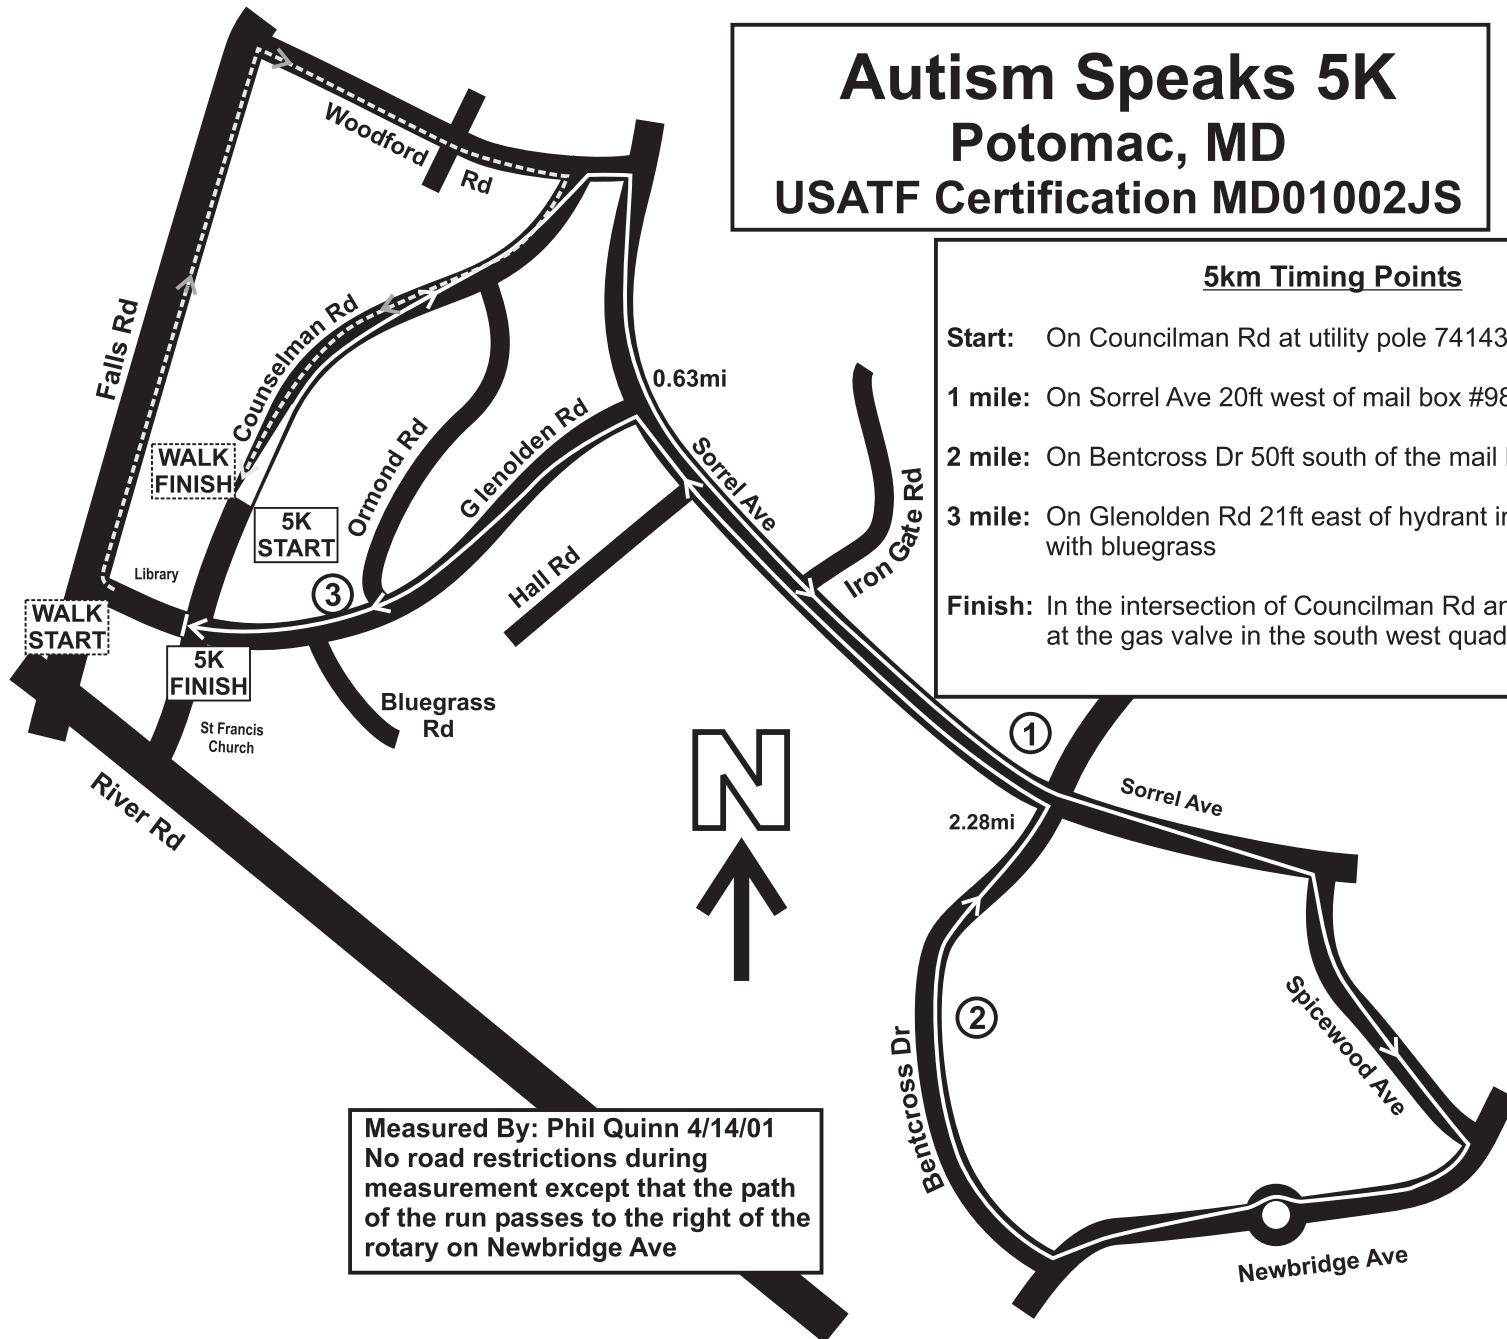 Autism Speaks 5K
Potomac, MD
USATF Certification MD01002JS
5km Timing Points
Start: On Councilman Rd at utility pole 74143
1 mile: On Sorrel Ave 20ft west of mail box #98
2 mile: On Bentcross Dr 50ft south of the mail
3 mile: On Glenolden Rd 21ft east of hydrant in
with bluegrass
Finish: In the intersection of Councilman Rd an
at the gas valve in the south west quad
Woodford
Rd
Falls Rd
Counselman Rd
0.63mi
WALK
FINISH
5K
START
Ormond Rd
Glenolden Rd
Sorrel Ave
Hall Rd
Iron Gate Rd
Library
3
WALK
START
5K
FINISH
St Francis
Church
Bluegrass
Rd
River Rd
N
1
Sorrel Ave
2.28mi
2
Spicewood Ave
Bentcross Dr
Newbridge Ave
Measured By: Phil Quinn 4/14/01
No road restrictions during
measurement except that the path
of the run passes to the right of the
rotary on Newbridge Ave